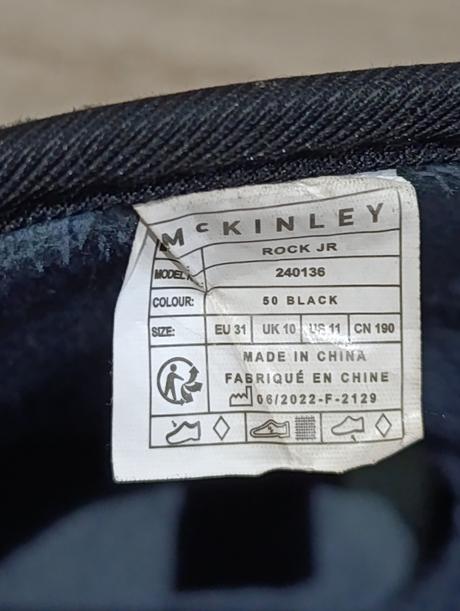 McKINLEY
ROCK JR
MODEL 240136
COLOUR: 50 BLACK
SIZE: EU 31 UK 10 US 11 CN 190
MADE IN CHINA
FABRIQUÉ EN CHINE
06/2022-F-2129